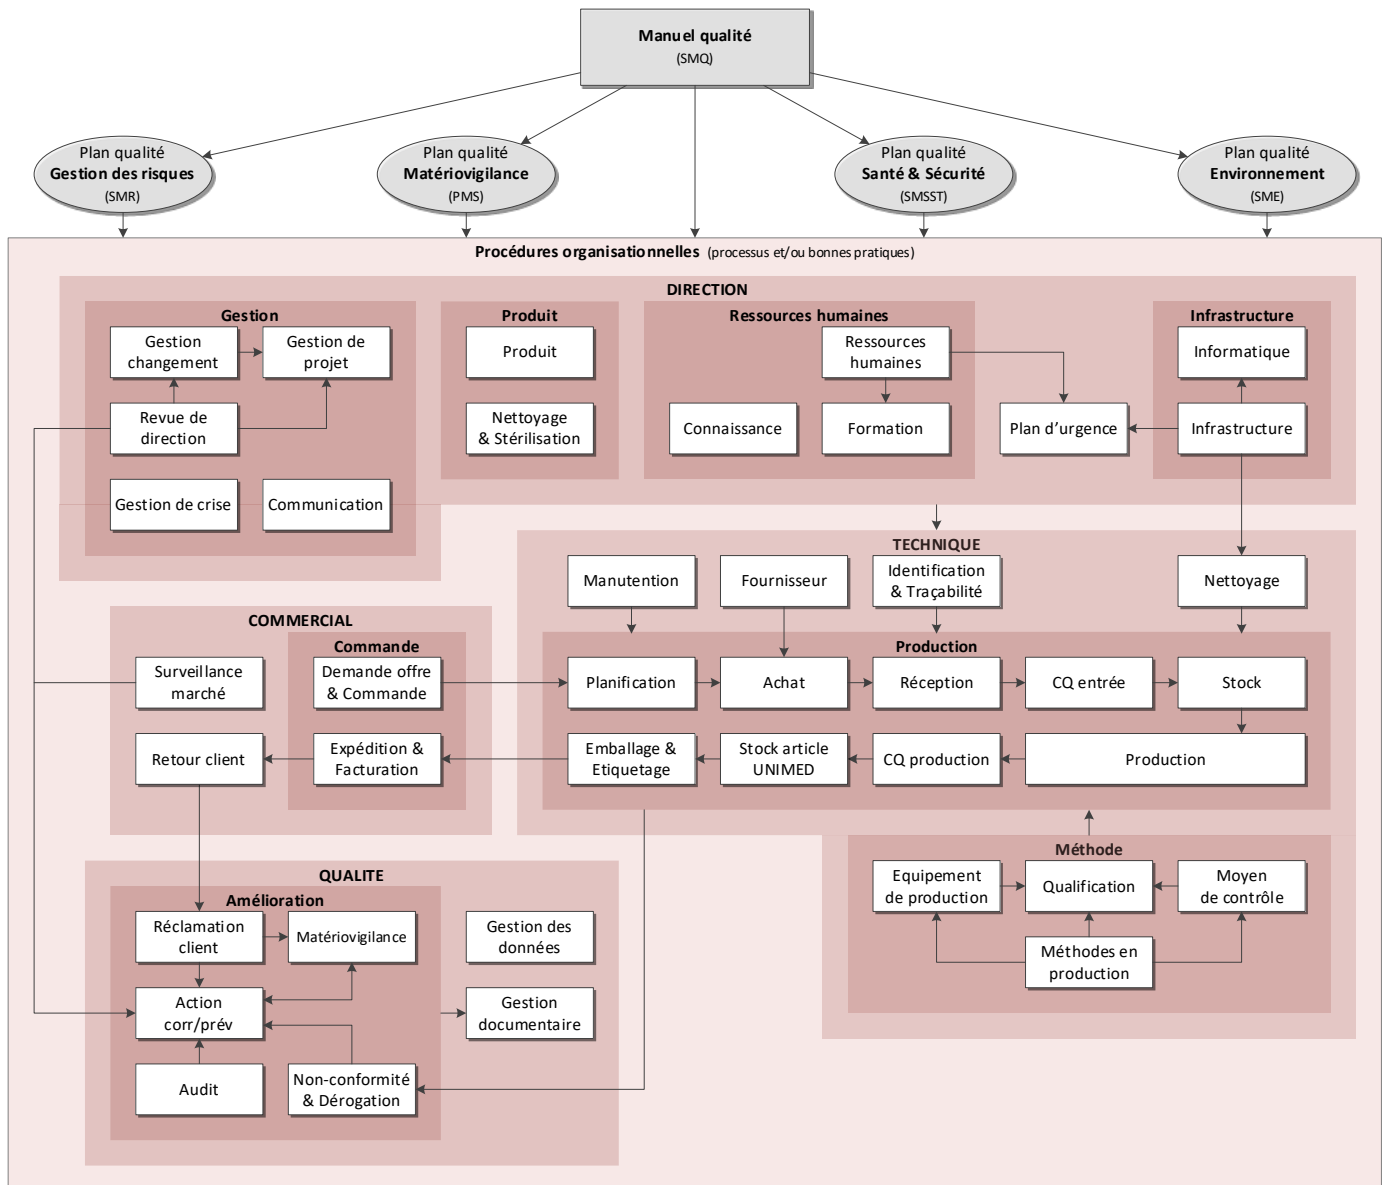 Manuel qualité
(SMQ)
Plan qualité
Gestion des risques
(SMR)
Plan qualité
Matériovigilance
(PMS)
Plan qualité
Santé & Sécurité
(SMSST)
Plan qualité
Environnement
(SME)
Procédures organisationnelles (processus et/ou bonnes pratiques)
DIRECTION
Gestion
Gestion
changement
Gestion de
projet
Revue de
direction
Gestion de crise
Communication
Produit
Produit
Nettoyage
& Stérilisation
Ressources humaines
Ressources
humaines
Connaissance
Formation
Plan d’urgence
Infrastructure
Informatique
Infrastructure
TECHNIQUE
Manutention
Fournisseur
Identification
& Traçabilité
Nettoyage
Production
Planification
Achat
Réception
CQ entrée
Stock
Emballage &
Etiquetage
Stock article
UNIMED
CQ production
Production
COMMERCIAL
Commande
Surveillance
marché
Demande offre
& Commande
Retour client
Expédition &
Facturation
Méthode
Equipement
de production
Qualification
Moyen
de contrôle
Méthodes en
production
QUALITE
Amélioration
Réclamation
client
Matériovigilance
Gestion des
données
Action
corr/prév
Gestion
documentaire
Audit
Non-conformité
& Dérogation